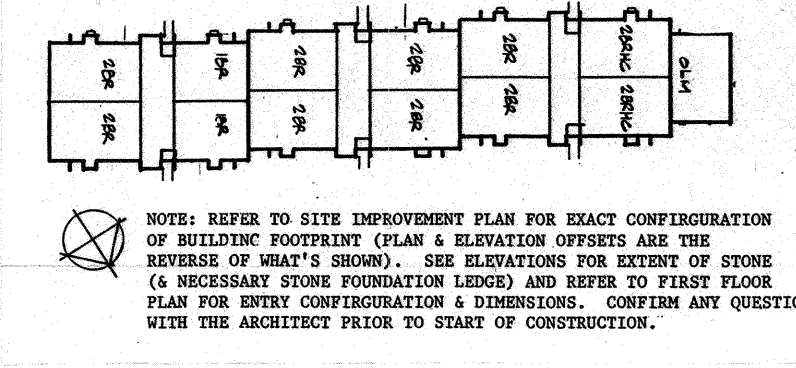 2BR 1BR 2BR 2BR 2BR 2BRHC OLM
2BR 1BR 2BR 2BR 2BR 2BRHC
NOTE: REFER TO SITE IMPROVEMENT PLAN FOR EXACT CONFIRGURATION
OF BUILDINC FOOTPRINT (PLAN & ELEVATION OFFSETS ARE THE
REVERSE OF WHAT'S SHOWN). SEE ELEVATIONS FOR EXTENT OF STONE
(& NECESSARY STONE FOUNDATION LEDGE) AND REFER TO FIRST FLOOR
PLAN FOR ENTRY CONFIRGURATION & DIMENSIONS. CONFIRM ANY QUESTIO
WITH THE ARCHITECT PRIOR TO START OF CONSTRUCTION.